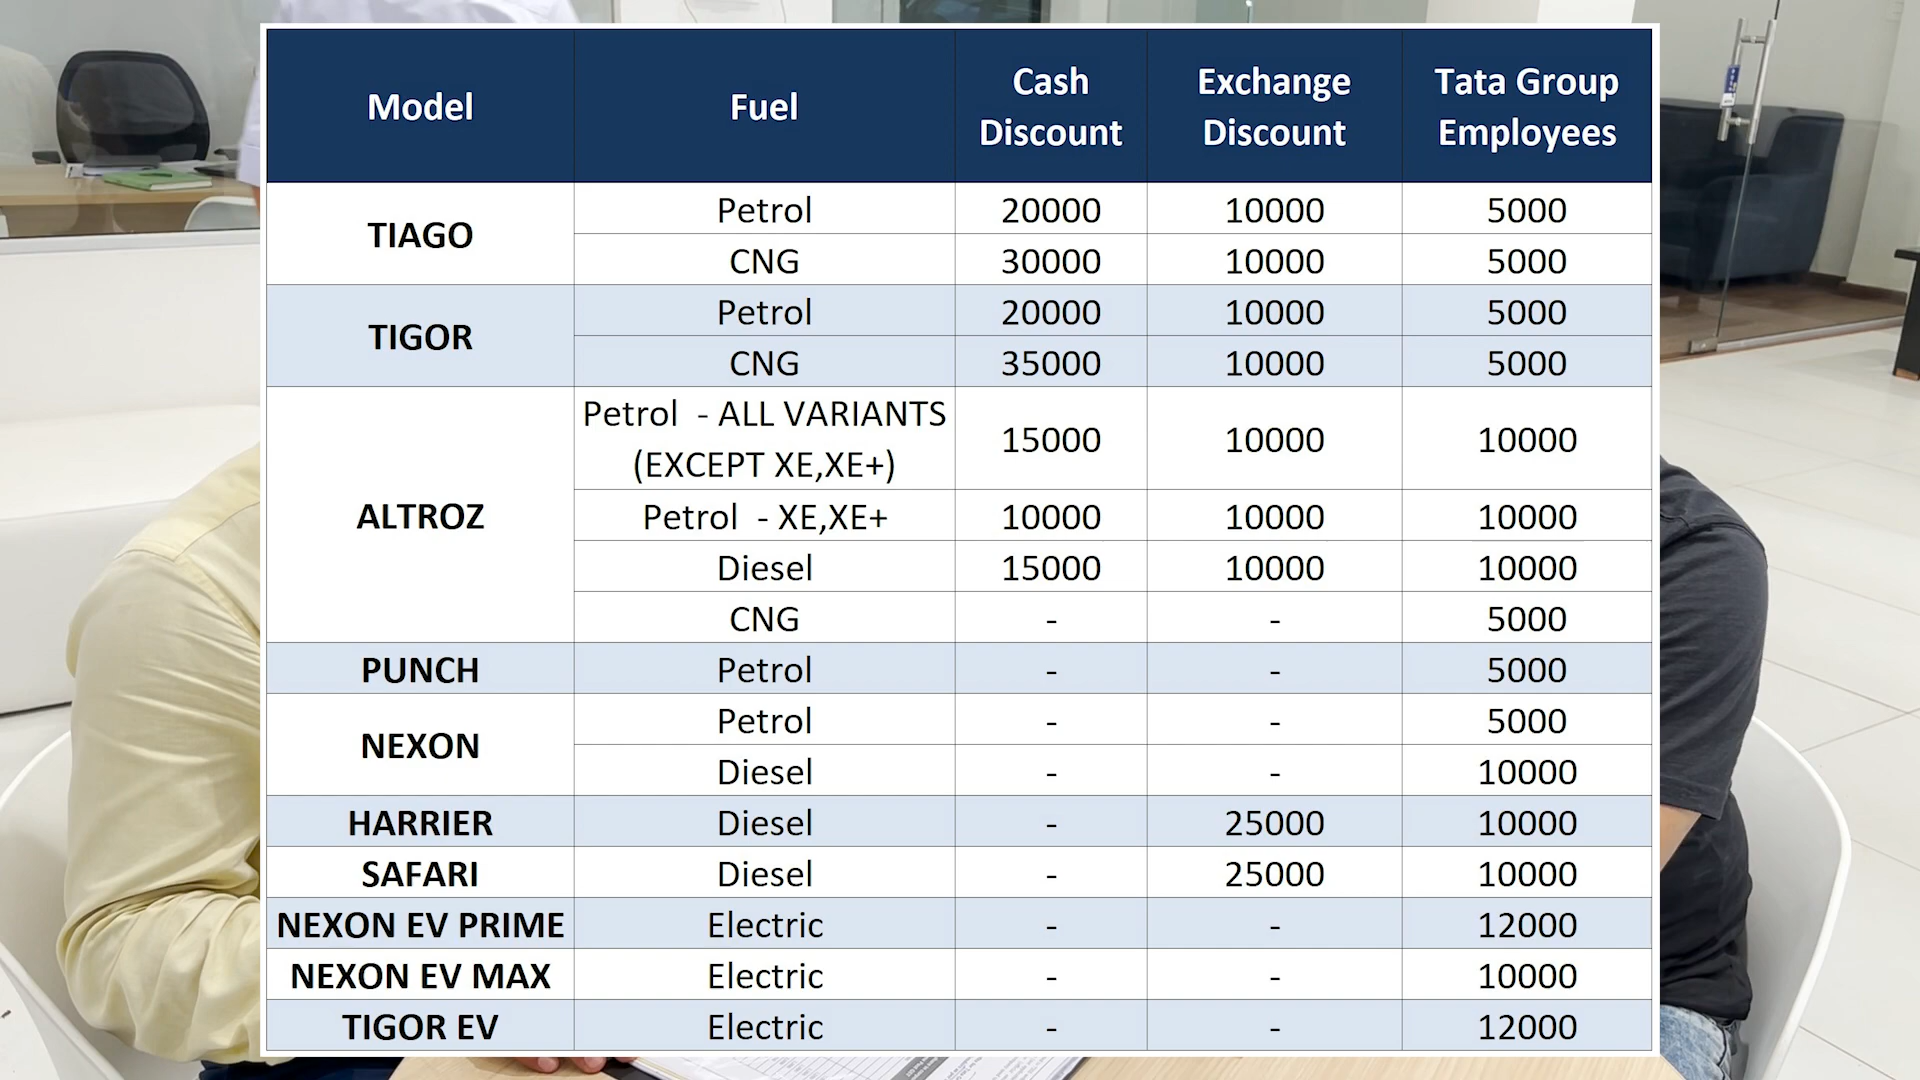 Model Fuel Cash Discount Exchange Discount Tata Group Employees
TIAGO Petrol 20000 10000 5000
CNG 30000 10000 5000
TIGOR Petrol 20000 10000 5000
CNG 35000 10000 5000
ALTROZ Petrol - ALL VARIANTS (EXCEPT XE,XE+) 15000 10000 10000
Petrol - XE,XE+ 10000 10000 10000
Diesel 15000 10000 10000
CNG - - 5000
PUNCH Petrol - - 5000
NEXON Petrol - - 5000
Diesel - - 10000
HARRIER Diesel - 25000 10000
SAFARI Diesel - 25000 10000
NEXON EV PRIME Electric - - 12000
NEXON EV MAX Electric - - 10000
TIGOR EV Electric - - 12000